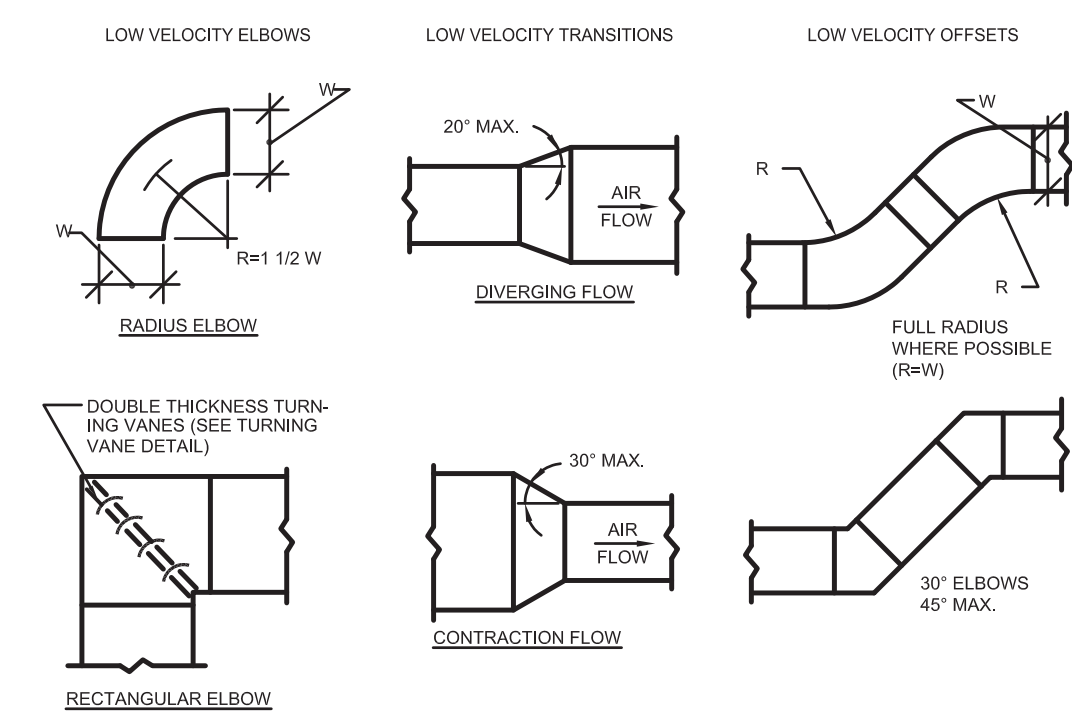 LOW VELOCITY ELBOWS
W
W
R=1 1/2 W
RADIUS ELBOW
DOUBLE THICKNESS TURN-
ING VANES (SEE TURNING
VANE DETAIL)
RECTANGULAR ELBOW
LOW VELOCITY TRANSITIONS
20° MAX.
AIR
FLOW
DIVERGING FLOW
30° MAX.
AIR
FLOW
CONTRACTION FLOW
LOW VELOCITY OFFSETS
W
R
R
FULL RADIUS
WHERE POSSIBLE
(R=W)
30° ELBOWS
45° MAX.